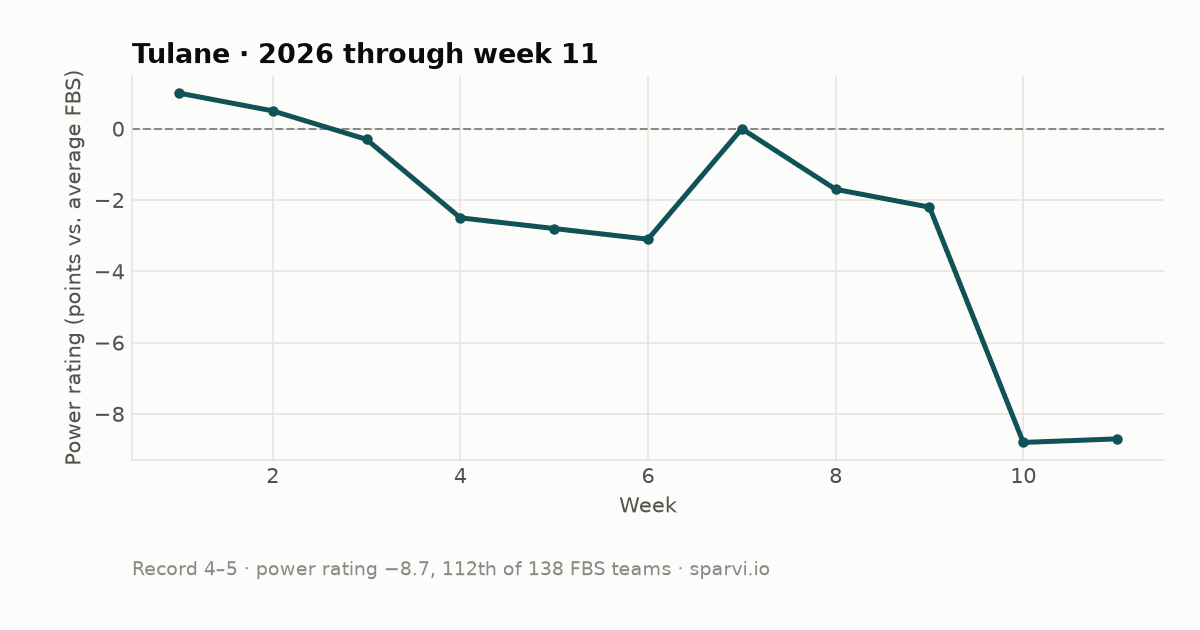 Tulane · 2026 through week 11
Power rating (points vs. average FBS)
0
−2
−4
−6
−8
2 4 6 8 10
Week
Record 4–5 · power rating −8.7, 112th of 138 FBS teams · sparvi.io